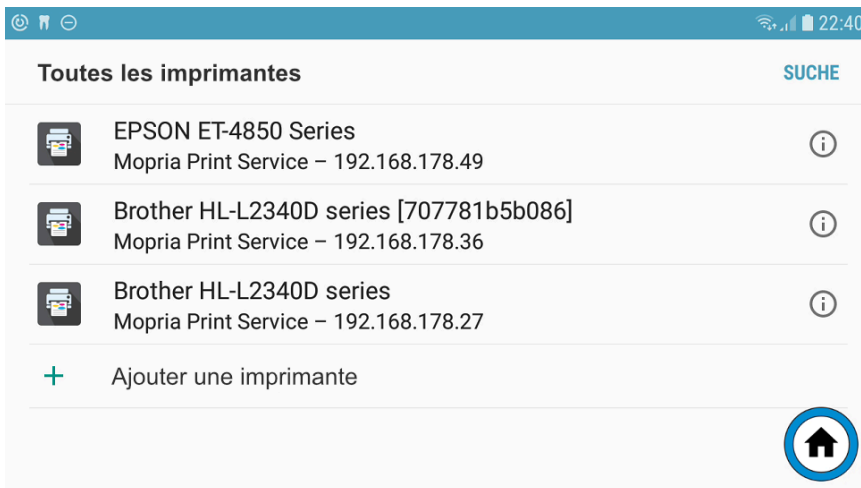 22:40
Toutes les imprimantes
SUCHE
EPSON ET-4850 Series
Mopria Print Service – 192.168.178.49
Brother HL-L2340D series [707781b5b086]
Mopria Print Service – 192.168.178.36
Brother HL-L2340D series
Mopria Print Service – 192.168.178.27
Ajouter une imprimante